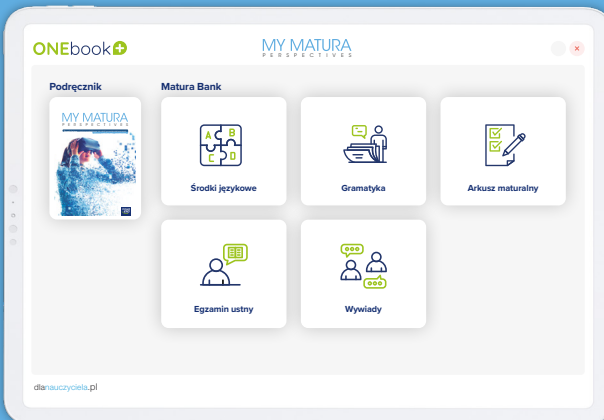 ONEbook+
MY MATURA
PERSPECTIVES
Podręcznik
Matura Bank
MY MATURA
PERSPECTIVES
A B
C D
Środki językowe
Gramatyka
Arkusz maturalny
Egzamin ustny
Wywiady
dlanauczyciela.pl